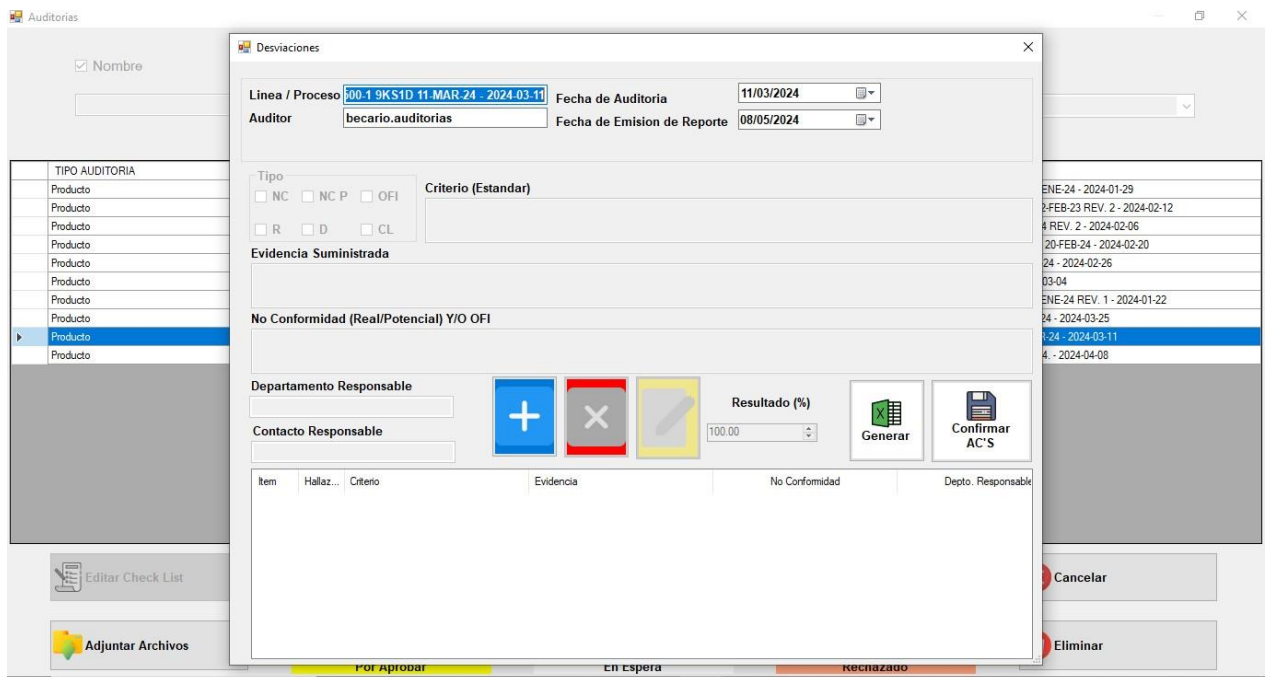 Auditorias
Desviaciones
Nombre
Linea / Proceso 500-1 9KS1D 11-MAR-24 - 2024-03-11 Fecha de Auditoria 11/03/2024
Auditor becario.auditorias Fecha de Emision de Reporte 08/05/2024
TIPO AUDITORIA
Producto ENE-24 - 2024-01-29
Producto 2-FEB-23 REV. 2 - 2024-02-12
Producto 4 REV. 2 - 2024-02-06
Producto 20-FEB-24 - 2024-02-20
Producto 24 - 2024-02-26
Producto 03-04
Producto ENE-24 REV. 1 - 2024-01-22
Producto 24 - 2024-03-25
Producto R-24 - 2024-03-11
Producto 4. - 2024-04-08
Tipo
NC NC P OFI
R D CL
Criterio (Estandar)
Evidencia Suministrada
No Conformidad (Real/Potencial) Y/O OFI
Departamento Responsable
Contacto Responsable
Resultado (%)
100.00
Generar
Confirmar
AC'S
Item Hallaz... Criterio Evidencia No Conformidad Depto. Responsable
Editar Check List
Cancelar
Adjuntar Archivos
Eliminar
Por Aprobar En Espera Rechazado